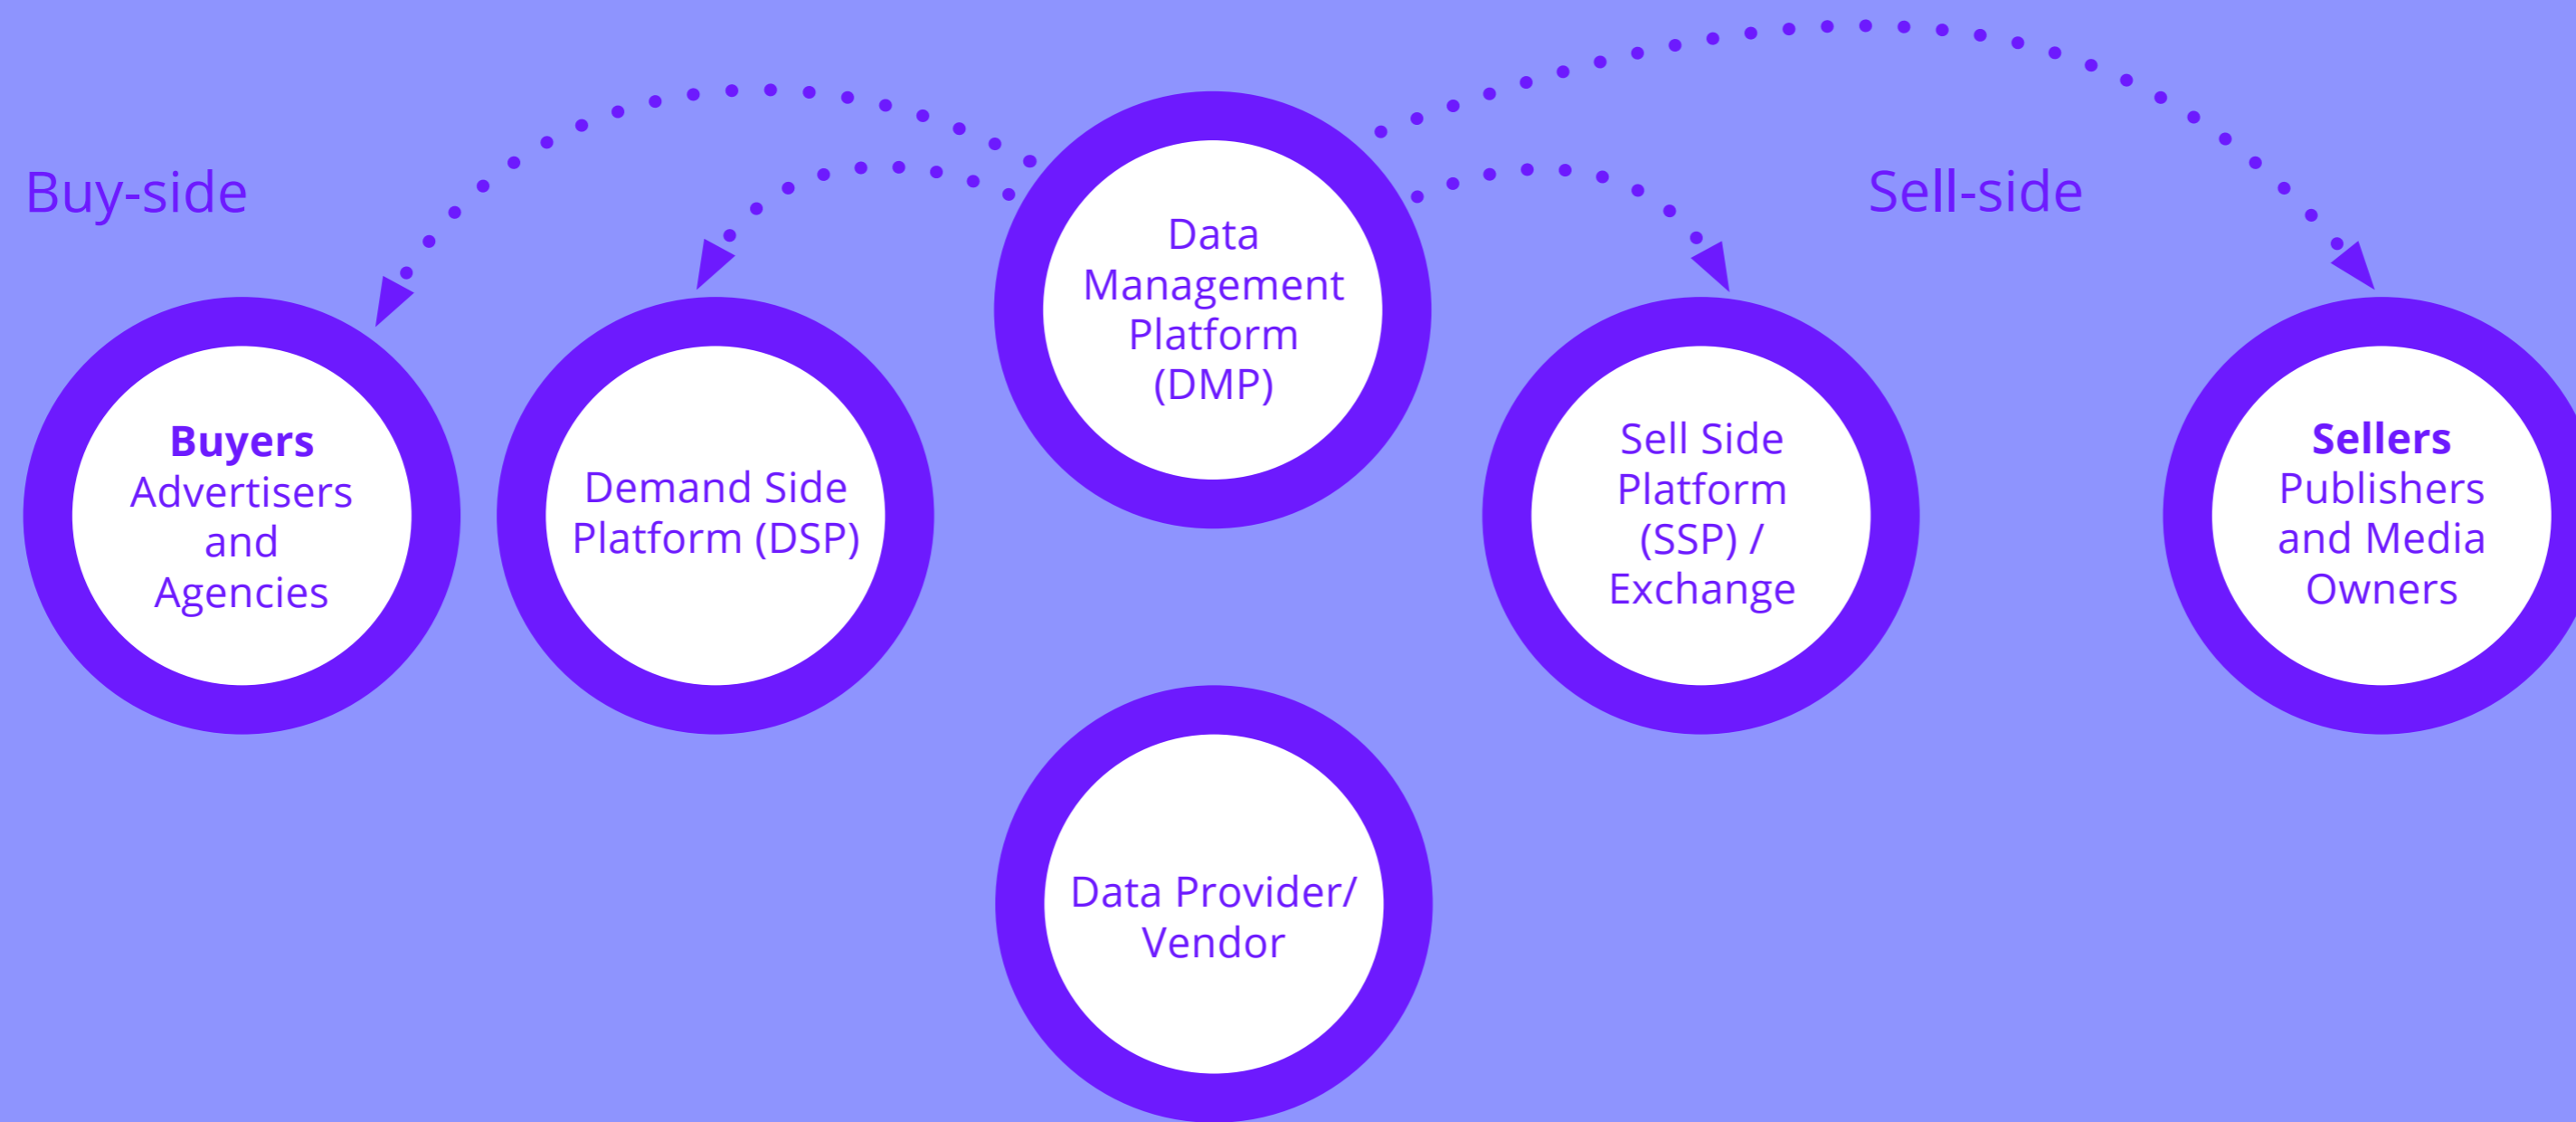 Buy-side
Sell-side
Buyers
Advertisers
and
Agencies
Demand Side
Platform (DSP)
Data
Management
Platform
(DMP)
Sell Side
Platform
(SSP) /
Exchange
Sellers
Publishers
and Media
Owners
Data Provider/
Vendor